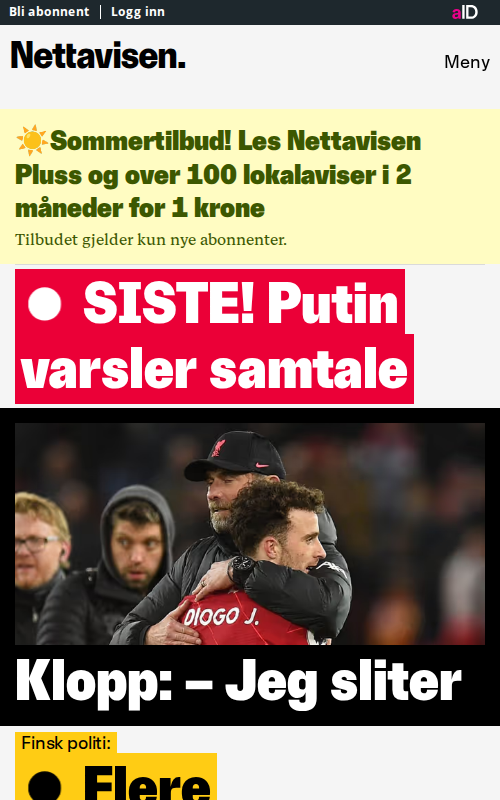 Bli abonnent
Logg inn
aID
Nettavisen.
Meny
☀️Sommertilbud! Les Nettavisen
Pluss og over 100 lokalaviser i 2
måneder for 1 krone
Tilbudet gjelder kun nye abonnenter.
SISTE! Putin
varsler samtale
DIOGO J.
Klopp: – Jeg sliter
Finsk politi:
Flere